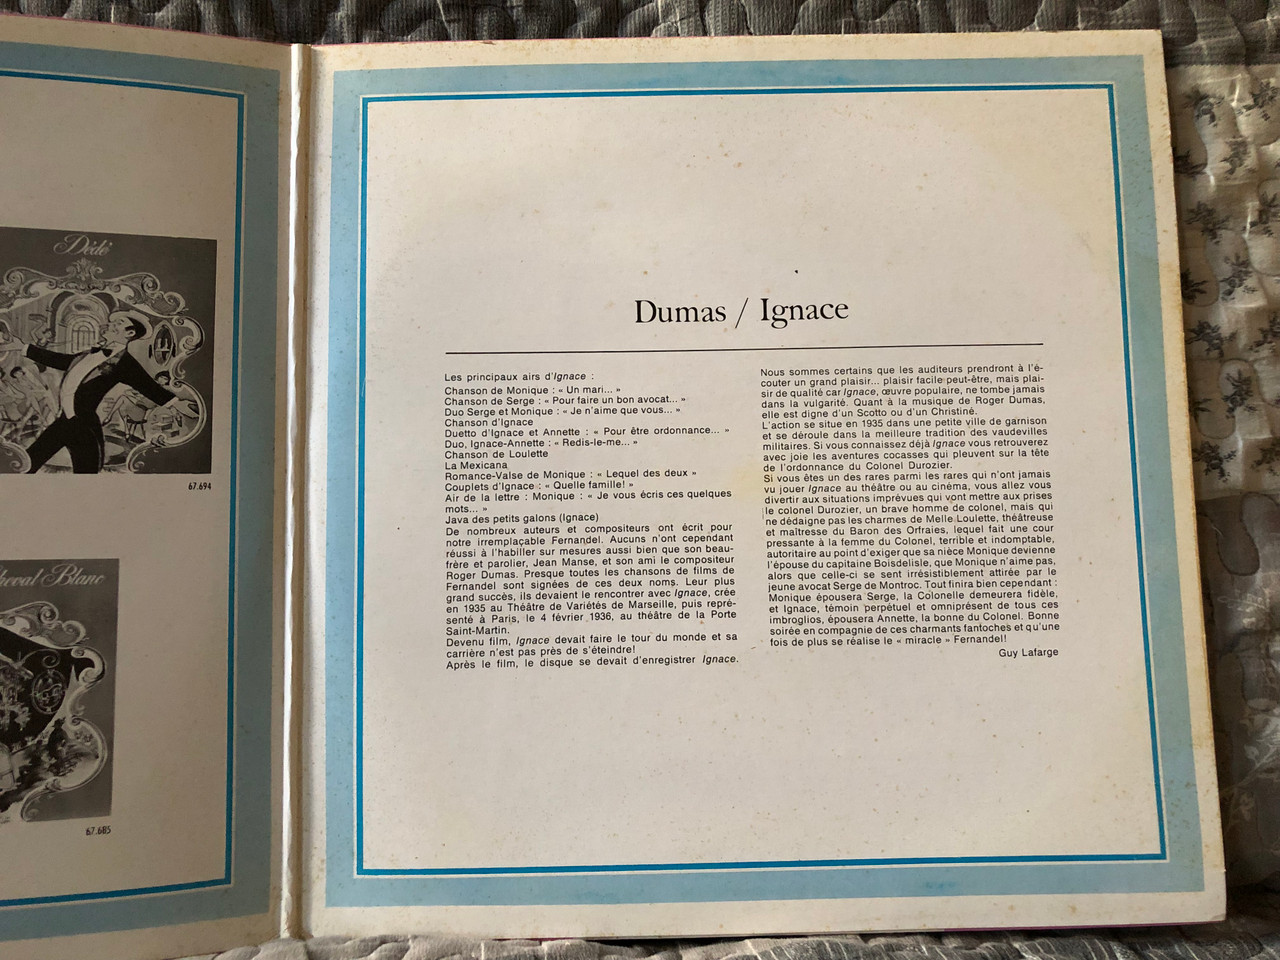 Dédé
67.694
Cheval Blanc
67.685
Dumas / Ignace
Les principaux airs d'Ignace :
Chanson de Monique : « Un mari... »
Chanson de Serge : « Pour faire un bon avocat... »
Duo Serge et Monique : « Je n'aime que vous... »
Chanson d'Ignace
Duetto d'Ignace et Annette : « Pour être ordonnance... »
Duo, Ignace-Annette : « Redis-le-me... »
Chanson de Loulette
La Mexicana
Romance-Valse de Monique : « Lequel des deux »
Couplets d'Ignace : « Quelle famille! »
Air de la lettre : Monique : « Je vous écris ces quelques
mots... »
Java des petits galons (Ignace)
De nombreux auteurs et compositeurs ont écrit pour
notre irremplaçable Fernandel. Aucuns n'ont cependant
réussi à l'habiller sur mesures aussi bien que son beau-
frère et parolier, Jean Manse, et son ami le compositeur
Roger Dumas. Presque toutes les chansons de films de
Fernandel sont signées de ces deux noms. Leur plus
grand succès, ils devaient le rencontrer avec Ignace, crée
en 1935 au Théâtre de Variétés de Marseille, puis repré-
senté à Paris, le 4 février 1936, au théâtre de la Porte
Saint-Martin.
Devenu film, Ignace devait faire le tour du monde et sa
carrière n'est pas près de s'éteindre!
Après le film, le disque se devait d'enregistrer Ignace.
Nous sommes certains que les auditeurs prendront à l'é-
couter un grand plaisir... plaisir facile peut-être, mais plai-
sir de qualité car Ignace, œuvre populaire, ne tombe jamais
dans la vulgarité. Quant à la musique de Roger Dumas,
elle est digne d'un Scotto ou d'un Christiné.
L'action se situe en 1935 dans une petite ville de garnison
et se déroule dans la meilleure tradition des vaudevilles
militaires. Si vous connaissez déjà Ignace vous retrouverez
avec joie les aventures cocasses qui pleuvent sur la tête
de l'ordonnance du Colonel Durozier.
Si vous êtes un des rares parmi les rares qui n'ont jamais
vu jouer Ignace au théâtre ou au cinéma, vous allez vous
divertir aux situations imprévues qui vont mettre aux prises
le colonel Durozier, un brave homme de colonel, mais qui
ne dédaigne pas les charmes de Melle Loulette, théâtreuse
et maîtresse du Baron des Orfraies, lequel fait une cour
pressante à la femme du Colonel, terrible et indomptable,
autoritaire au point d'exiger que sa nièce Monique devienne
l'épouse du capitaine Boisdelisle, que Monique n'aime pas,
alors que celle-ci se sent irrésistiblement attirée par le
jeune avocat Serge de Montroc. Tout finira bien cependant :
Monique épousera Serge, la Colonelle demeurera fidèle,
et Ignace, témoin perpétuel et omniprésent de tous ces
imbroglios, épousera Annette, la bonne du Colonel. Bonne
soirée en compagnie de ces charmants fantoches et qu'une
fois de plus se réalise le « miracle » Fernandel!
Guy Lafarge